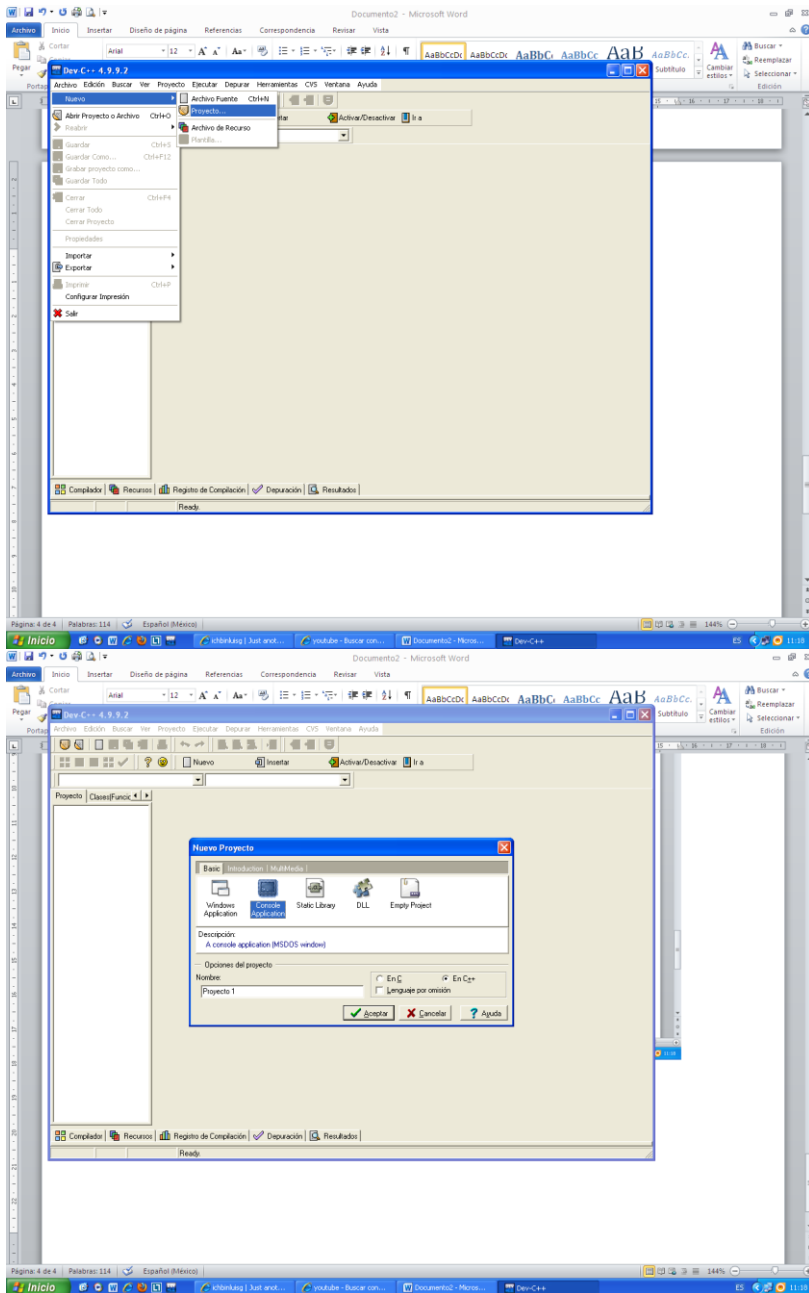 Documento2 - Microsoft Word
Archivo Inicio Insertar Diseño de página Referencias Correspondencia Revisar Vista
Cortar Arial 12 Buscar
AaBbCcDc AaBbCcDc AaBbC AaBbCc AaB AaBbCc.
Pegar Subtítulo Cambiar estilos Reemplazar
Seleccionar
Edición
Dev-C++ 4.9.9.2
Archivo Edición Buscar Ver Proyecto Ejecutar Depurar Herramientas CVS Ventana Ayuda
Nuevo Archivo Fuente Ctrl+N
Proyecto...
Abrir Proyecto o Archivo Ctrl+O Activar/Desactivar Ir a
Reabrir Archivo de Recurso
Plantilla...
Guardar Ctrl+S
Guardar Como... Ctrl+F12
Grabar proyecto como...
Guardar Todo
Cerrar Ctrl+F4
Cerrar Todo
Cerrar Proyecto
Propiedades
Importar
Exportar
Imprimir Ctrl+P
Configurar Impresión
Salir
Compilador Recursos Registro de Compilación Depuración Resultados
Ready.
Página: 4 de 4 Palabras: 114 Español (México) 144%
Inicio ichbinluisg | Just anot... youtube - Buscar con... Documento2 - Micros... Dev-C++ ES 11:10
Documento2 - Microsoft Word
Archivo Inicio Insertar Diseño de página Referencias Correspondencia Revisar Vista
Cortar Arial 12 Buscar
AaBbCcDc AaBbCcDc AaBbC AaBbCc AaB AaBbCc.
Pegar Subtítulo Cambiar estilos Reemplazar
Seleccionar
Edición
Dev-C++ 4.9.9.2
Archivo Edición Buscar Ver Proyecto Ejecutar Depurar Herramientas CVS Ventana Ayuda
Nuevo Insertar Activar/Desactivar Ir a
Proyecto Clases Funcio
Nuevo Proyecto
Basic Introduction MultiMedia
Windows Application Console Application Static Library DLL Empty Project
Descripción:
A console application (MSDOS window)
Opciones del proyecto
Nombre: En C En C++
Proyecto 1 Lenguaje por omisión
Aceptar Cancelar Ayuda
Compilador Recursos Registro de Compilación Depuración Resultados
Ready.
Página: 4 de 4 Palabras: 114 Español (México) 144%
Inicio ichbinluisg | Just anot... youtube - Buscar con... Documento2 - Micros... Dev-C++ ES 11:10